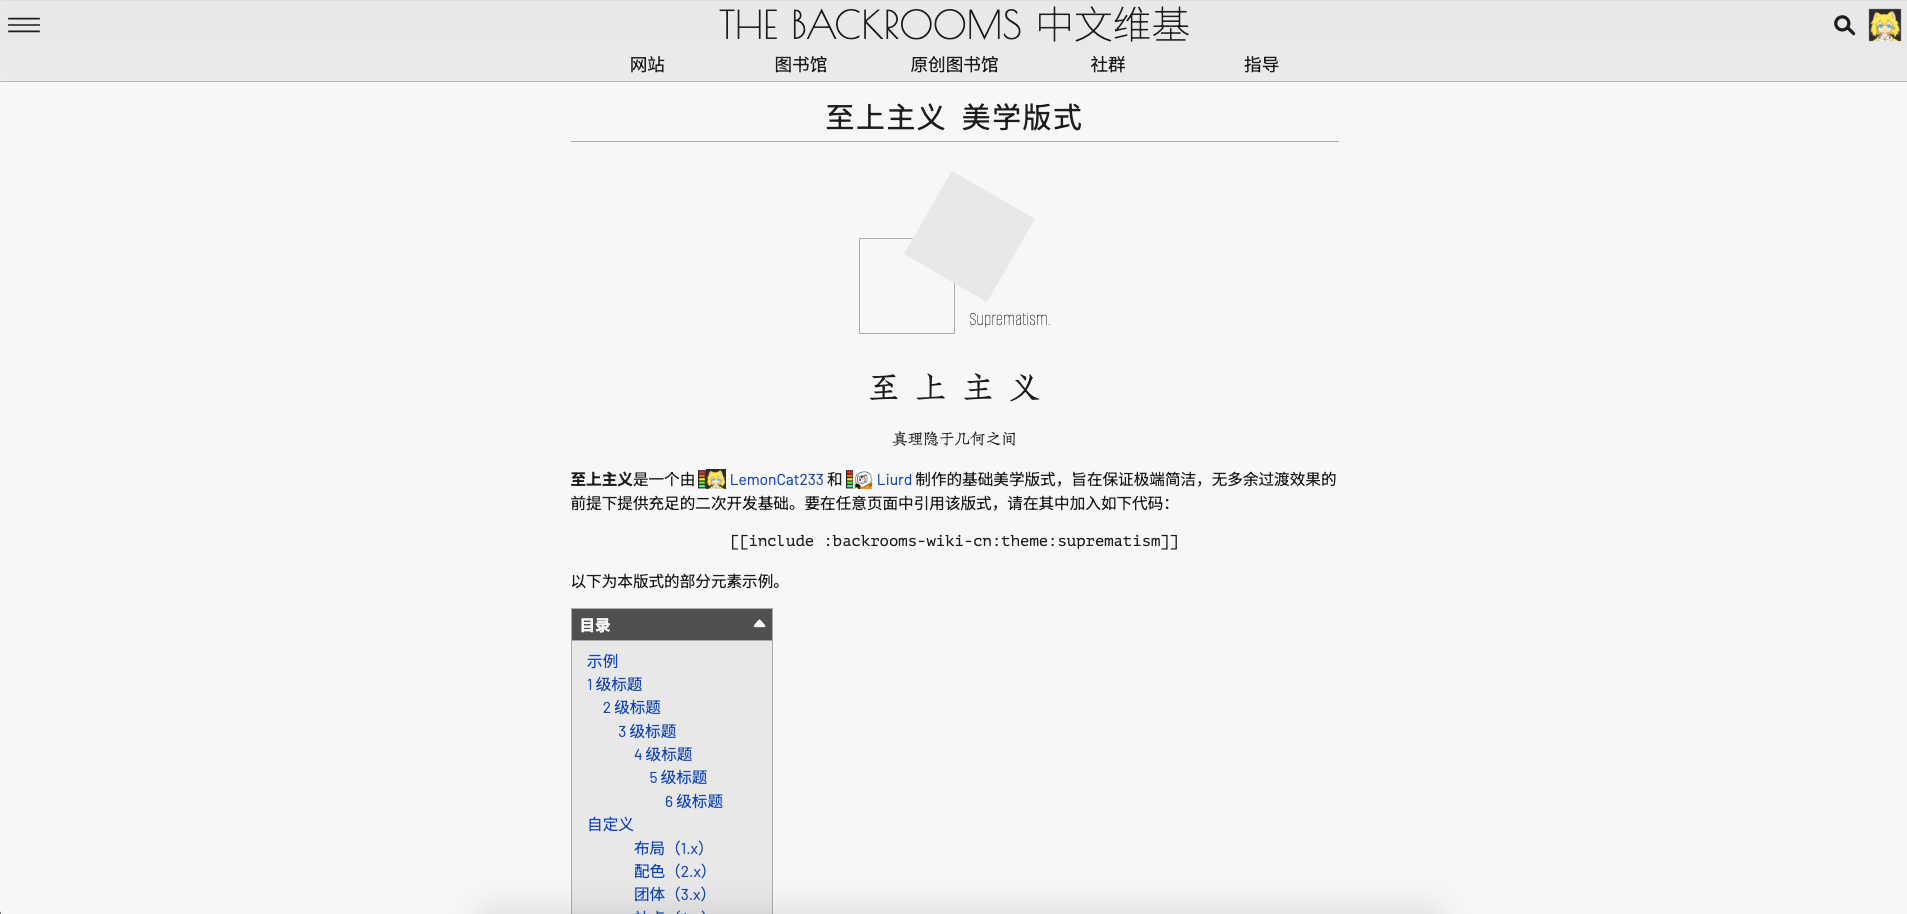 THE BACKROOMS 中文维基
网站 图书馆 原创图书馆 社群 指导
至上主义 美学版式
Suprematism.
至上主义
真理隐于几何之间
至上主义是一个由 LemonCat233 和 Liurd 制作的基础美学版式，旨在保证极端简洁，无多余过渡效果的
前提下提供充足的二次开发基础。要在任意页面中引用该版式，请在其中加入如下代码：
[[include :backrooms-wiki-cn:theme:suprematism]]
以下为本版式的部分元素示例。
目录
示例
1 级标题
2 级标题
3 级标题
4 级标题
5 级标题
6 级标题
自定义
布局（1.x）
配色（2.x）
团体（3.x）